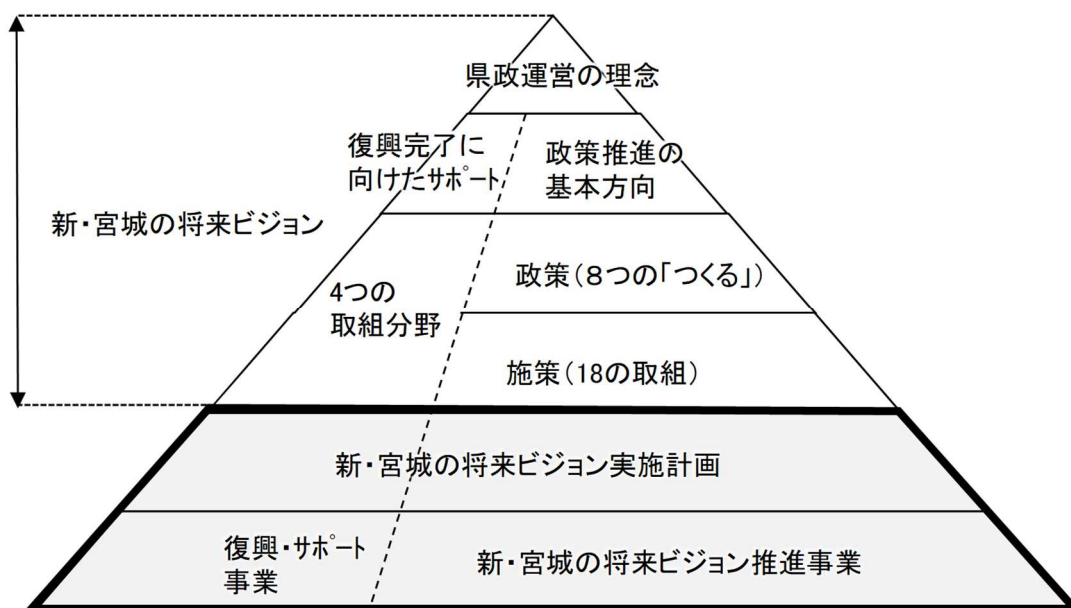 県政運営の理念
復興完了に
向けたｻﾎﾟｰﾄ
政策推進の
基本方向
新・宮城の将来ビジョン
4つの
取組分野
政策（８つの「つくる」）
施策（18の取組）
新・宮城の将来ビジョン実施計画
復興・ｻﾎﾟｰﾄ
事業
新・宮城の将来ビジョン推進事業